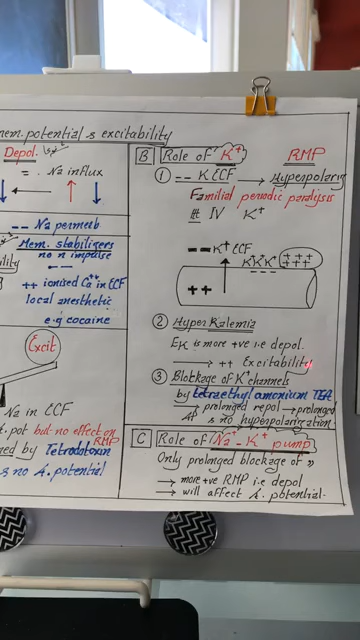 mem. potential & excitability
Depol.
= . Na influx
-- Na permeab
Mem. stabilizers
no n impulse
++ ionised Ca++ in ECF
local anesthetic
e.g cocaine
Excit
Na in ECF
A. pot but no effect on RMP
by Tetrodotoxin
s no A. potential
B Role of K+ RMP
① -- K ECF → Hyperpolariz
Familial periodic paralysis
ttt IV K+
-- K+ ECF
K+ K+ K+ ++++
+++
---
++
② Hyper Kalemia
EK is more +ve i.e depol.
→ ++ Excitability
③ Blockage of K+ channels
by tetraethyl amonium TEA
prolonged repol → prolonged AP
& no hyperpolarization
C Role of Na+-K+ pump
Only prolonged blockage of ,,
→ more +ve RMP i.e depol
→ will affect A. potential.